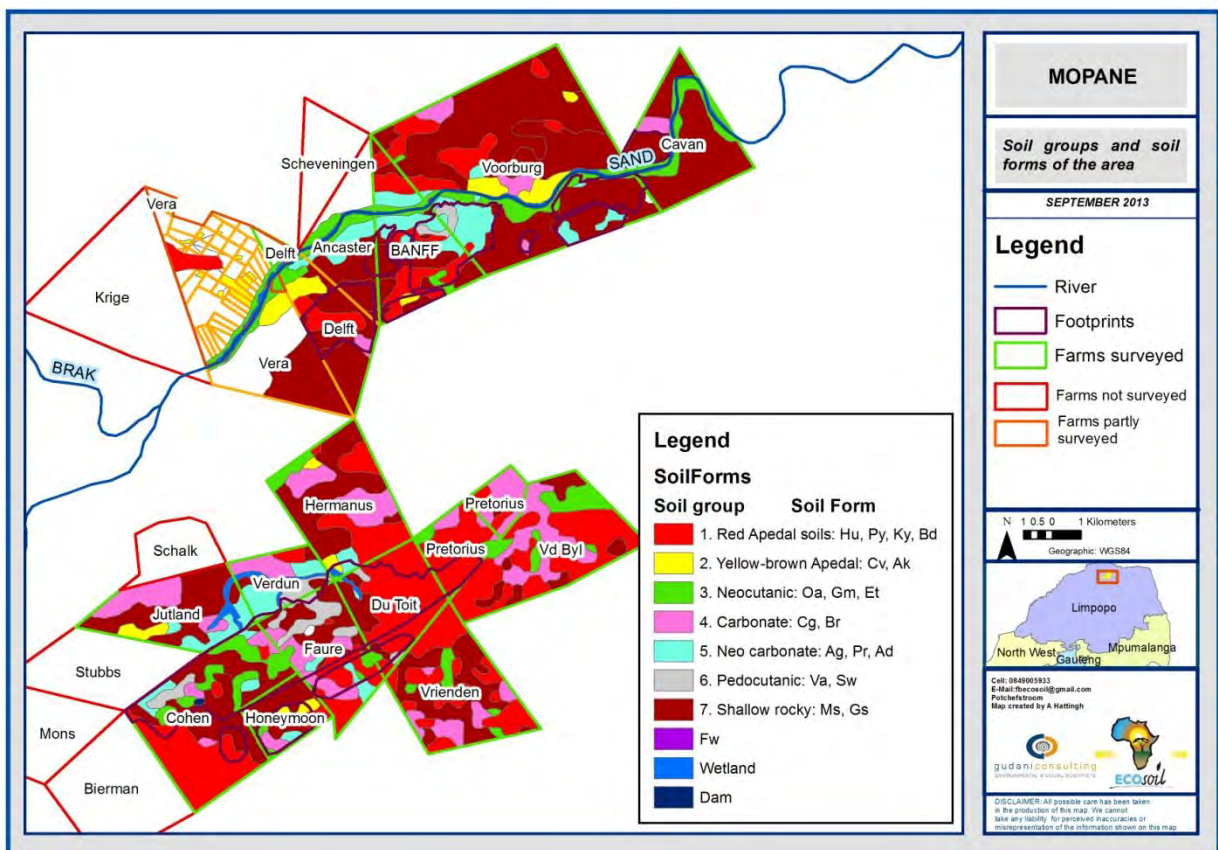 Scheveningen
Voorburg
SAND
Cavan
Vera
Delft
Ancaster
BANFF
Krige
Delft
Vera
BRAK
Hermanus
Pretorius
Schalk
Pretorius
Vd Byl
Verdun
Du Toit
Jutland
Faure
Stubbs
Vrienden
Cohen
Honeymoon
Mons
Bierman
Legend
SoilForms
Soil group Soil Form
1. Red Apedal soils: Hu, Py, Ky, Bd
2. Yellow-brown Apedal: Cv, Ak
3. Neocutanic: Oa, Gm, Et
4. Carbonate: Cg, Br
5. Neo carbonate: Ag, Pr, Ad
6. Pedocutanic: Va, Sw
7. Shallow rocky: Ms, Gs
Fw
Wetland
Dam
MOPANE
Soil groups and soil
forms of the area
SEPTEMBER 2013
Legend
River
Footprints
Farms surveyed
Farms not surveyed
Farms partly
surveyed
N
1 0.5 0 1 Kilometers
Geographic: WGS84
Limpopo
North West
Gauteng
Mpumalanga
Cell: 0849005933
E-Mail:fbecosoil@gmail.com
Potchefstroom
Map created by A Hattingh
gudaniconsulting
ECOsoil
DISCLAIMER: All possible care has been taken
in the production of this map. We cannot
take any liability for perceived inaccuracies or
misrepresentation of the information shown on this map